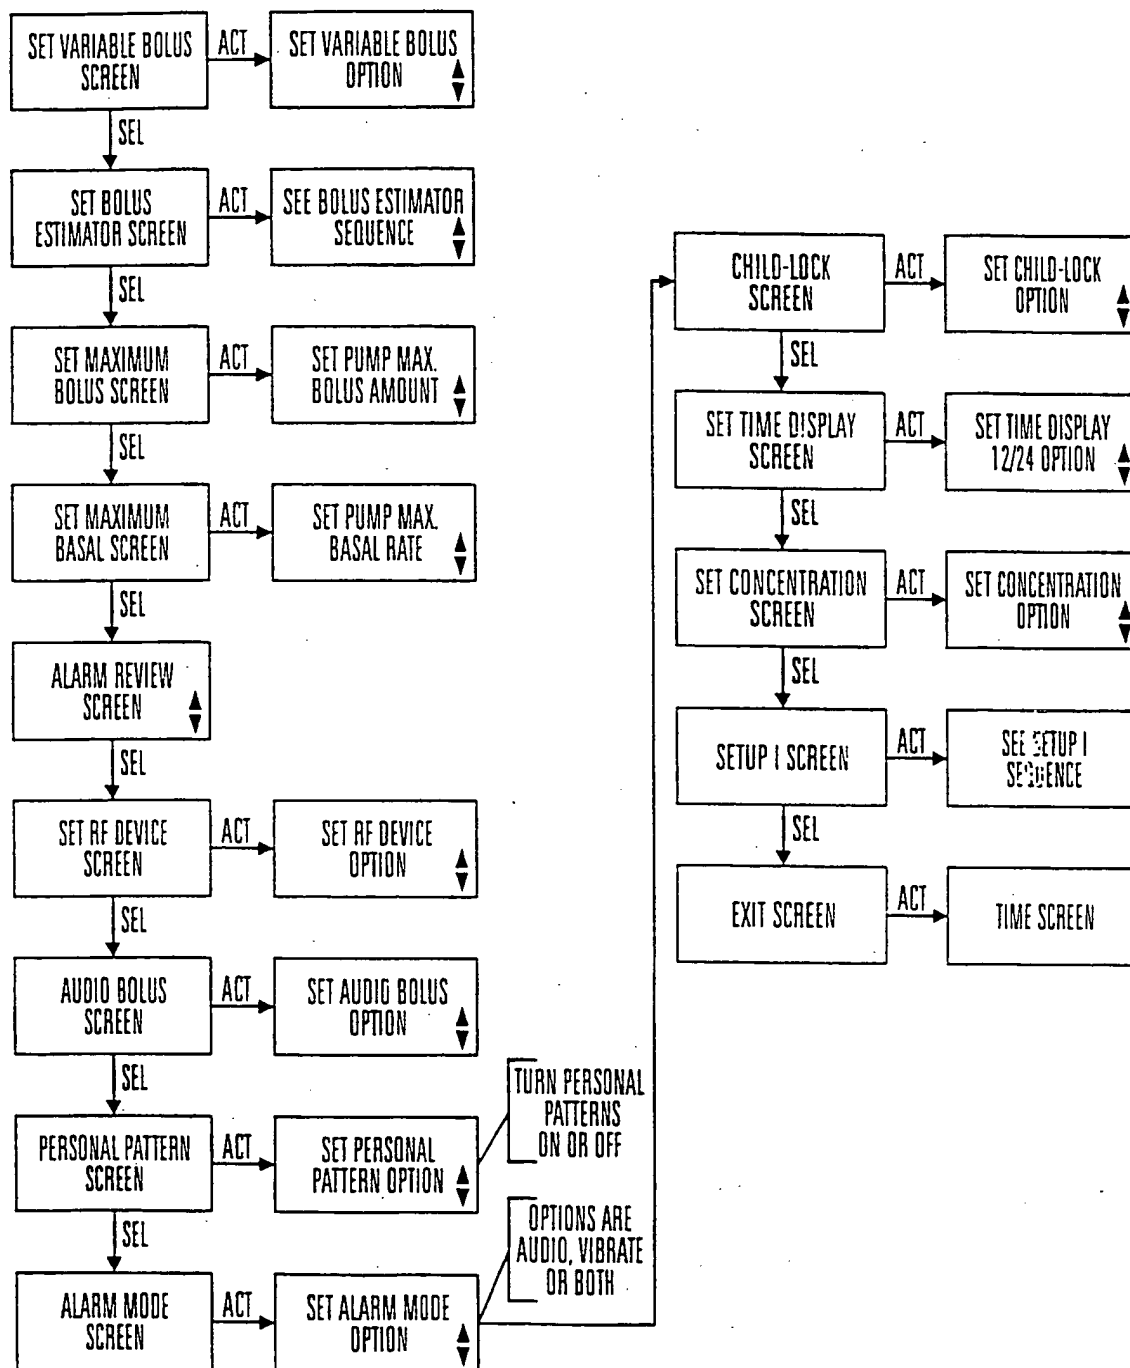 SET VARIABLE BOLUS
SCREEN
ACT
SET VARIABLE BOLUS
OPTION
SEL
SET BOLUS
ESTIMATOR SCREEN
ACT
SEE BOLUS ESTIMATOR
SEQUENCE
SEL
SET MAXIMUM
BOLUS SCREEN
ACT
SET PUMP MAX.
BOLUS AMOUNT
SEL
SET MAXIMUM
BASAL SCREEN
ACT
SET PUMP MAX.
BASAL RATE
SEL
ALARM REVIEW
SCREEN
SEL
SET RF DEVICE
SCREEN
ACT
SET RF DEVICE
OPTION
SEL
AUDIO BOLUS
SCREEN
ACT
SET AUDIO BOLUS
OPTION
SEL
PERSONAL PATTERN
SCREEN
ACT
SET PERSONAL
PATTERN OPTION
TURN PERSONAL
PATTERNS
ON OR OFF
SEL
ALARM MODE
SCREEN
ACT
SET ALARM MODE
OPTION
OPTIONS ARE
AUDIO, VIBRATE
OR BOTH
CHILD-LOCK
SCREEN
ACT
SET CHILD-LOCK
OPTION
SEL
SET TIME DISPLAY
SCREEN
ACT
SET TIME DISPLAY
12/24 OPTION
SEL
SET CONCENTRATION
SCREEN
ACT
SET CONCENTRATION
OPTION
SEL
SETUP I SCREEN
ACT
SEE SETUP I
SEQUENCE
SEL
EXIT SCREEN
ACT
TIME SCREEN